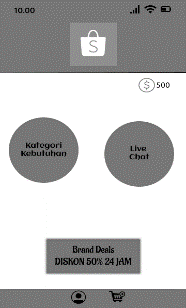 10.00
S
S 500
Kategori
Kebutuhan
Live
Chat
Brand Deals
DISKON 50% 24 JAM